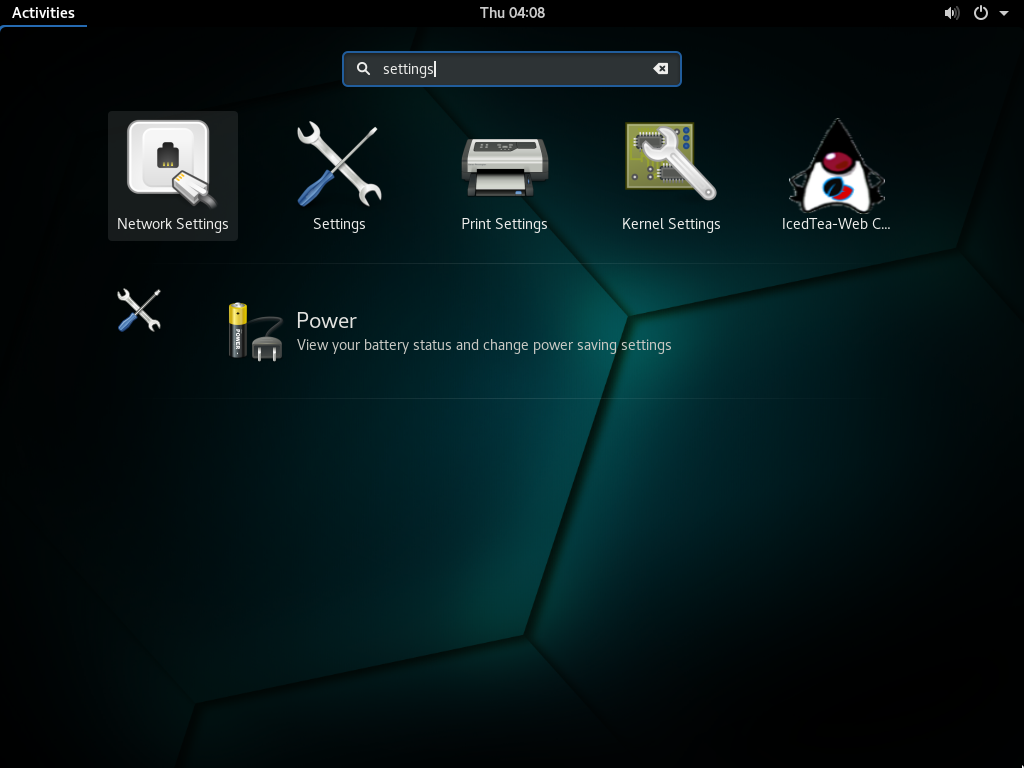 Activities
Thu 04:08
settings
Network Settings
Settings
Print Settings
Kernel Settings
IcedTea-Web C...
Power
View your battery status and change power saving settings
POWER